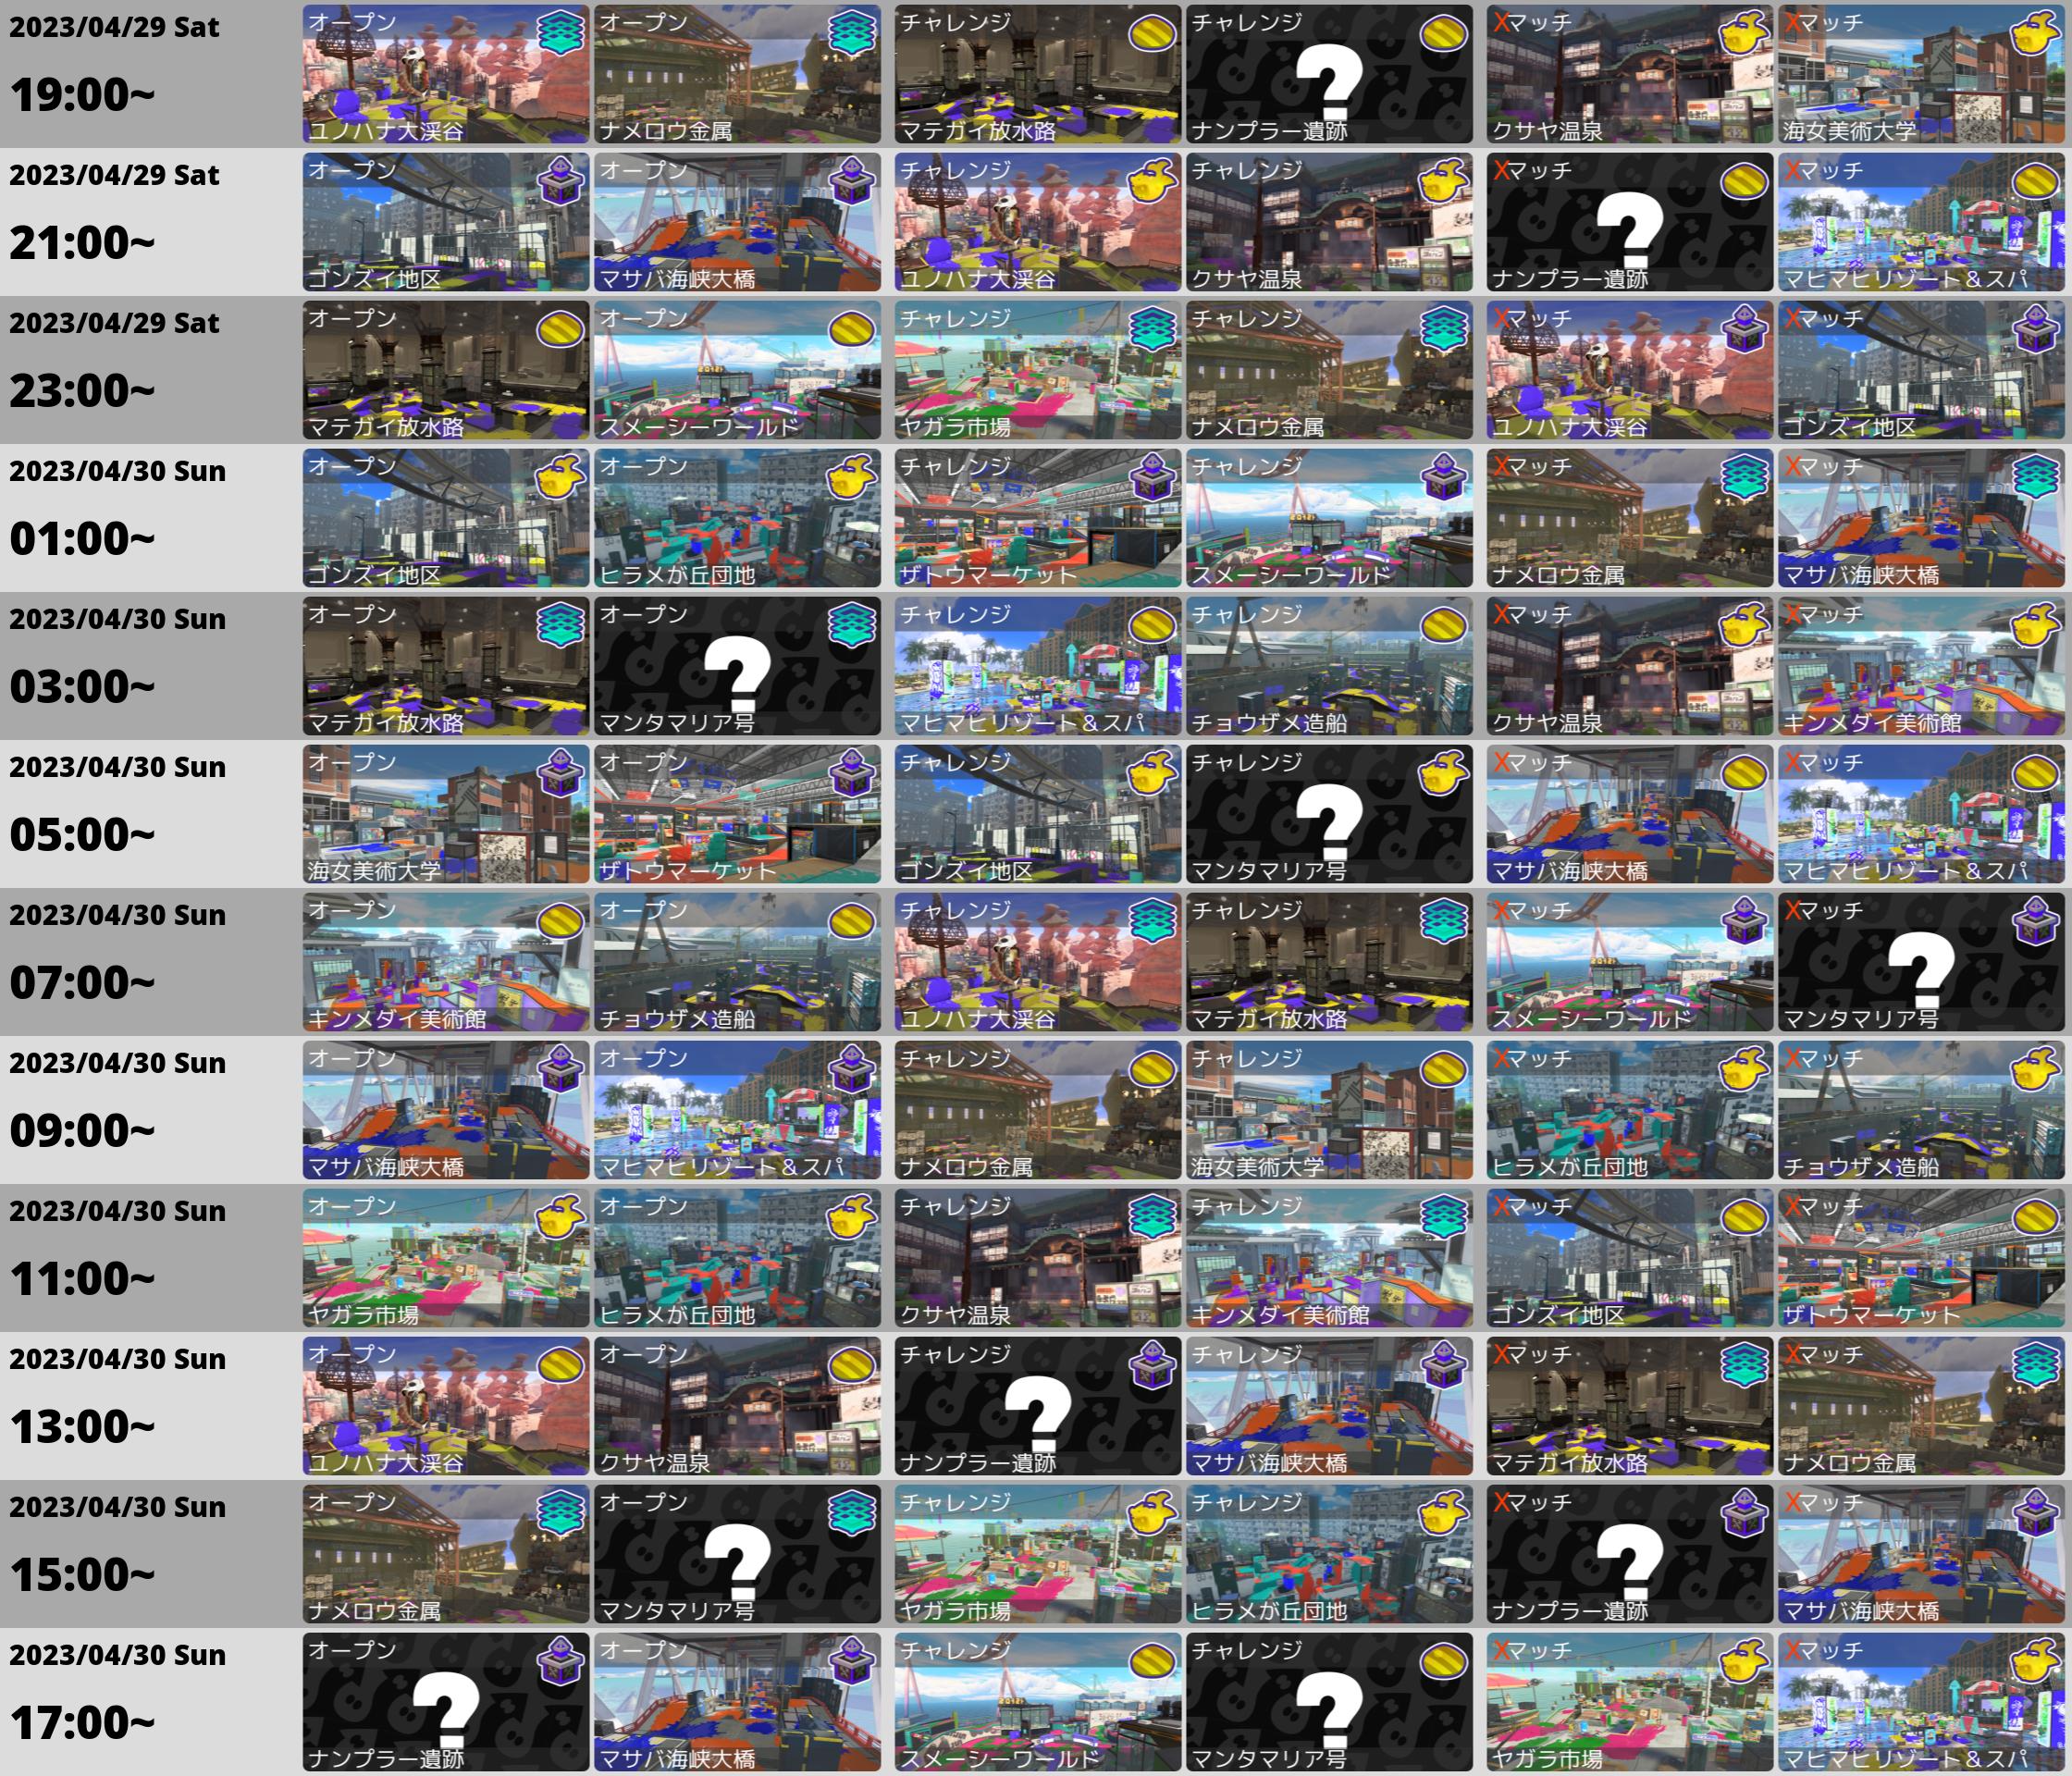 2023/04/29 Sat
19:00~
オープン オープン チャレンジ チャレンジ Xマッチ Xマッチ
ユノハナ大渓谷 ナメロウ金属 マテガイ放水路 ナンプラー遺跡 クサヤ温泉 海女美術大学
2023/04/29 Sat
21:00~
オープン オープン チャレンジ チャレンジ Xマッチ Xマッチ
ゴンズイ地区 マサバ海峡大橋 ユノハナ大渓谷 クサヤ温泉 ナンプラー遺跡 マヒマヒリゾート&スパ
2023/04/29 Sat
23:00~
オープン オープン チャレンジ チャレンジ Xマッチ Xマッチ
マテガイ放水路 スメーシーワールド ヤガラ市場 ナメロウ金属 ユノハナ大渓谷 ゴンズイ地区
2023/04/30 Sun
01:00~
オープン オープン チャレンジ チャレンジ Xマッチ Xマッチ
ゴンズイ地区 ヒラメが丘団地 ザトウマーケット スメーシーワールド ナメロウ金属 マサバ海峡大橋
2023/04/30 Sun
03:00~
オープン オープン チャレンジ チャレンジ Xマッチ Xマッチ
マテガイ放水路 マンタマリア号 マヒマヒリゾート&スパ チョウザメ造船 クサヤ温泉 キンメダイ美術館
2023/04/30 Sun
05:00~
オープン オープン チャレンジ チャレンジ Xマッチ Xマッチ
海女美術大学 ザトウマーケット ゴンズイ地区 マンタマリア号 マサバ海峡大橋 マヒマヒリゾート&スパ
2023/04/30 Sun
07:00~
オープン オープン チャレンジ チャレンジ Xマッチ Xマッチ
キンメダイ美術館 チョウザメ造船 ユノハナ大渓谷 マテガイ放水路 スメーシーワールド マンタマリア号
2023/04/30 Sun
09:00~
オープン オープン チャレンジ チャレンジ Xマッチ Xマッチ
マサバ海峡大橋 マヒマヒリゾート&スパ ナメロウ金属 海女美術大学 ヒラメが丘団地 チョウザメ造船
2023/04/30 Sun
11:00~
オープン オープン チャレンジ チャレンジ Xマッチ Xマッチ
ヤガラ市場 ヒラメが丘団地 クサヤ温泉 キンメダイ美術館 ゴンズイ地区 ザトウマーケット
2023/04/30 Sun
13:00~
オープン オープン チャレンジ チャレンジ Xマッチ Xマッチ
ユノハナ大渓谷 クサヤ温泉 ナンプラー遺跡 マサバ海峡大橋 マテガイ放水路 ナメロウ金属
2023/04/30 Sun
15:00~
オープン オープン チャレンジ チャレンジ Xマッチ Xマッチ
ナメロウ金属 マンタマリア号 ヤガラ市場 ヒラメが丘団地 ナンプラー遺跡 マサバ海峡大橋
2023/04/30 Sun
17:00~
オープン オープン チャレンジ チャレンジ Xマッチ Xマッチ
ナンプラー遺跡 マサバ海峡大橋 スメーシーワールド マンタマリア号 ヤガラ市場 マヒマヒリゾート&スパ